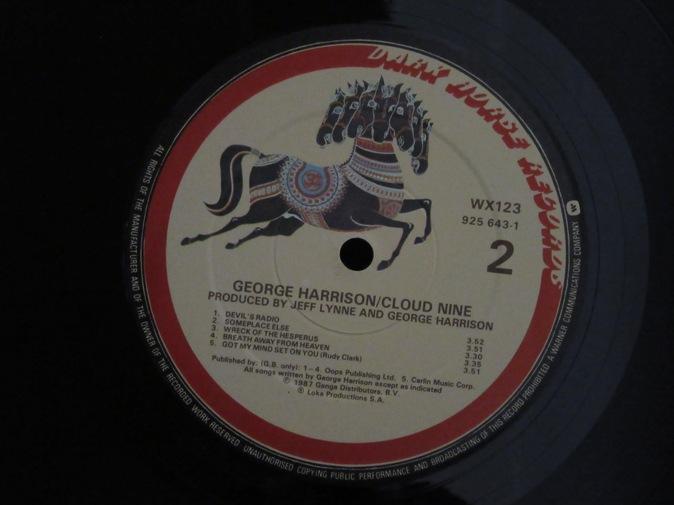 DARK HORSE RECORDS
WX123
925 643-1
2
GEORGE HARRISON/CLOUD NINE
PRODUCED BY JEFF LYNNE AND GEORGE HARRISON
1. DEVIL'S RADIO 3.52
2. SOMEPLACE ELSE 3.51
3. WRECK OF THE HESPERUS 3.30
4. BREATH AWAY FROM HEAVEN 3.35
5. GOT MY MIND SET ON YOU (Rudy Clark) 3.51
Published by: (G.B. only): 1–4 Oops Publishing Ltd. 5. Carlin Music Corp.
All songs written by George Harrison except as indicated
© 1987 Ganga Distributors, B.V.
℗ Loka Productions S.A.
ALL RIGHTS OF THE MANUFACTURER AND OF THE OWNER OF THE RECORDED WORK RESERVED. UNAUTHORISED COPYING PUBLIC PERFORMANCE AND BROADCASTING OF THIS RECORD PROHIBITED. A WARNER COMMUNICATIONS COMPANY